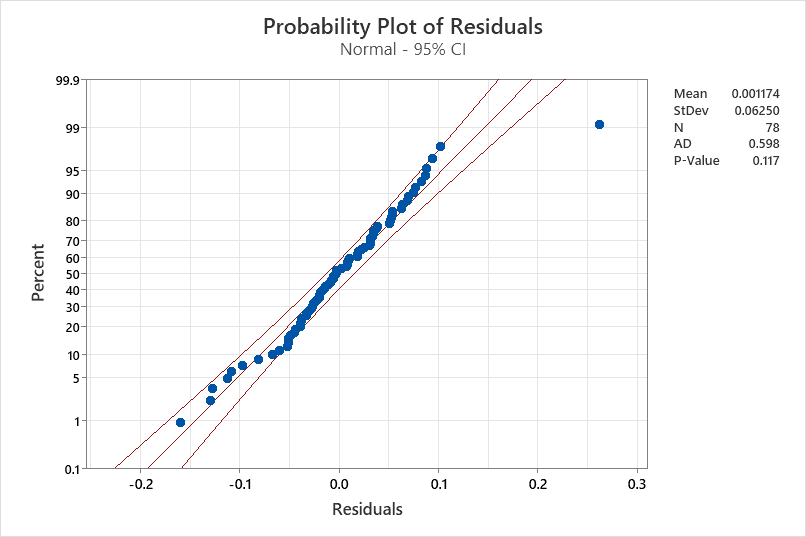 Probability Plot of Residuals
Normal - 95% CI
Mean 0.001174
StDev 0.06250
N 78
AD 0.598
P-Value 0.117
99.9
99
95
90
80
70
60
50
40
30
20
10
5
1
0.1
Percent
-0.2 -0.1 0.0 0.1 0.2 0.3
Residuals